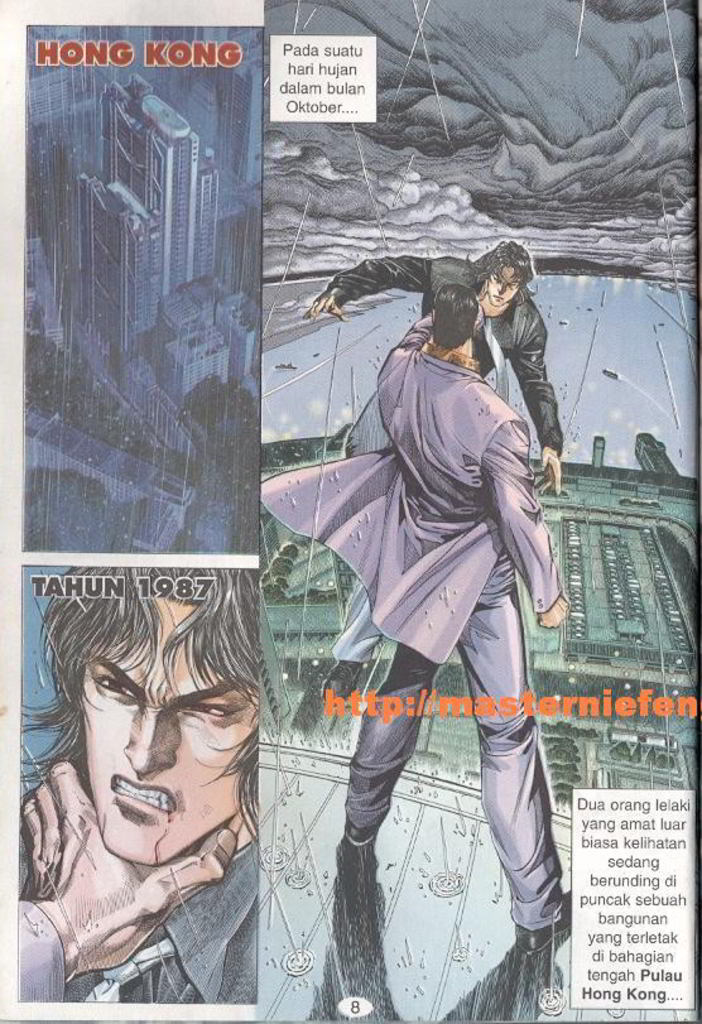 HONG KONG
Pada suatu
hari hujan
dalam bulan
Oktober....
TAHUN 1987
http://masterniefeng
Dua orang lelaki
yang amat luar
biasa kelihatan
sedang
berunding di
puncak sebuah
bangunan
yang terletak
di bahagian
tengah Pulau
Hong Kong....
8